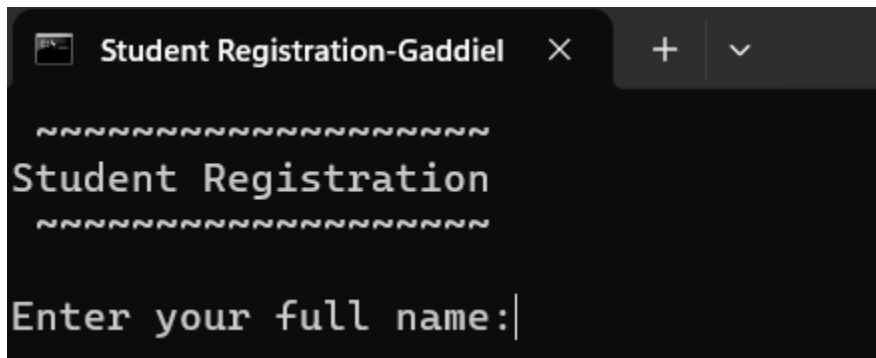 Student Registration-Gaddiel
~~~~~~~~~~~~~~~~~~~
Student Registration
~~~~~~~~~~~~~~~~~~~
Enter your full name: